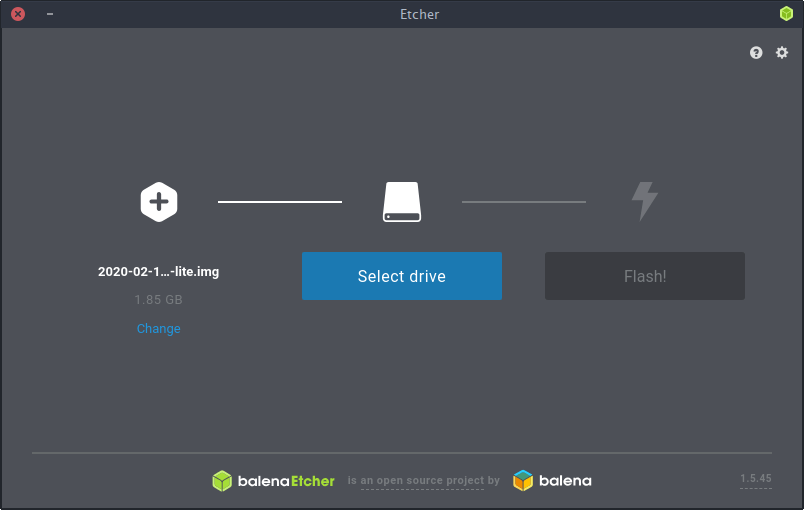 Etcher
2020-02-1...-lite.img
1.85 GB
Change
Select drive
Flash!
balenaEtcher is an open source project by balena
1.5.45